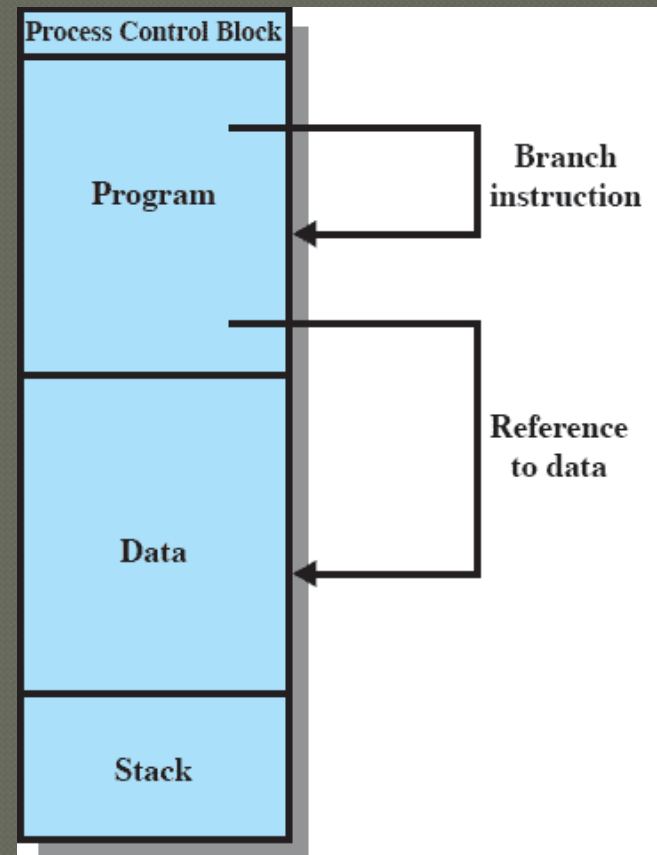 Process Control Block
Program
Branch
instruction
Reference
to data
Data
Stack